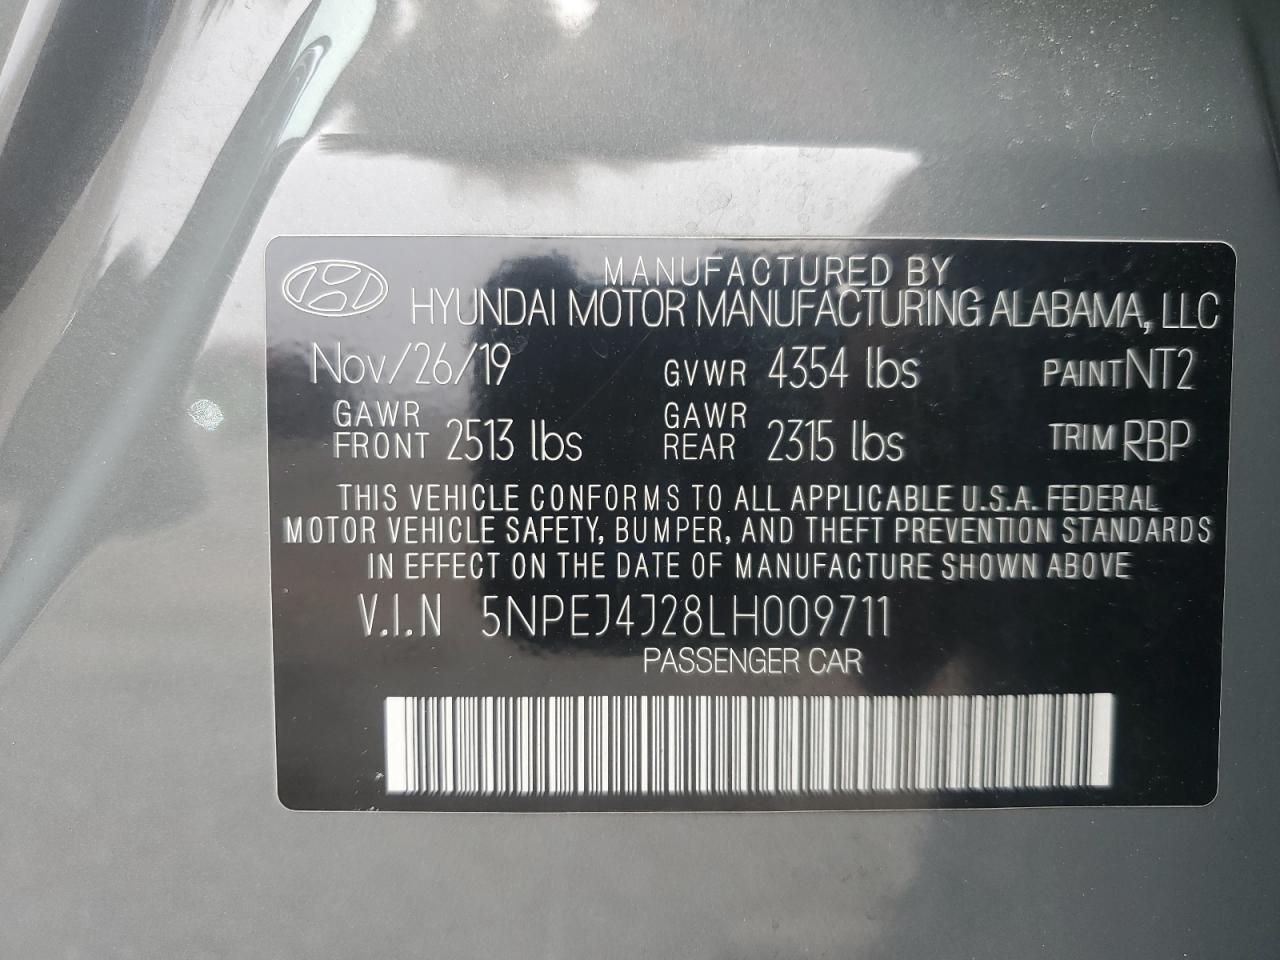 MANUFACTURED BY
HYUNDAI MOTOR MANUFACTURING ALABAMA, LLC
Nov/26/19 GVWR 4354 lbs PAINT NT2
GAWR FRONT 2513 lbs GAWR REAR 2315 lbs TRIM RBP
THIS VEHICLE CONFORMS TO ALL APPLICABLE U.S.A. FEDERAL
MOTOR VEHICLE SAFETY, BUMPER, AND THEFT PREVENTION STANDARDS
IN EFFECT ON THE DATE OF MANUFACTURE SHOWN ABOVE
V.I.N 5NPEJ4J28LH009711
PASSENGER CAR